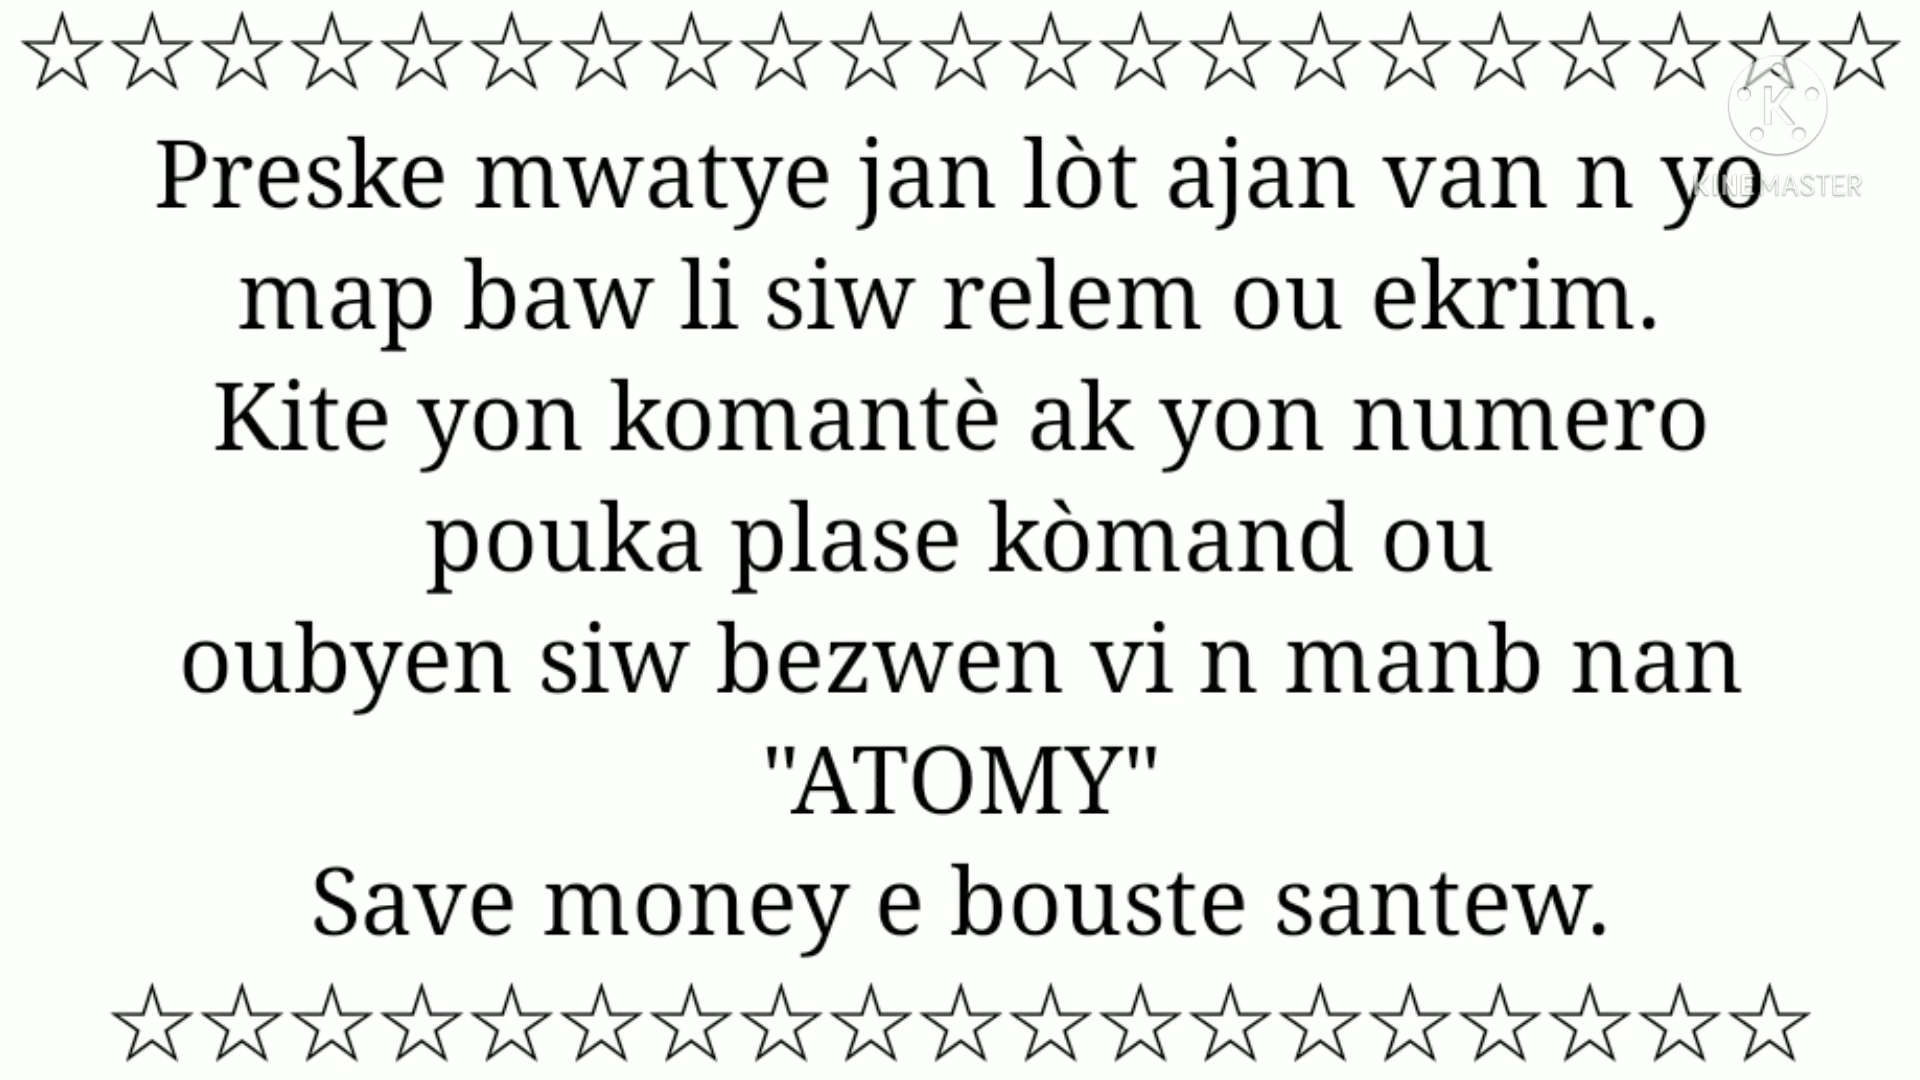 ☆☆☆☆☆☆☆☆☆☆☆☆☆☆☆☆☆☆☆☆☆
Preske mwatye jan lòt ajan van n yo
map baw li siw relem ou ekrim.
Kite yon komantè ak yon numero
pouka plase kòmand ou
oubyen siw bezwen vi n manb nan
"ATOMY"
Save money e bouste santew.
☆☆☆☆☆☆☆☆☆☆☆☆☆☆☆☆☆☆☆
K
KINEMASTER